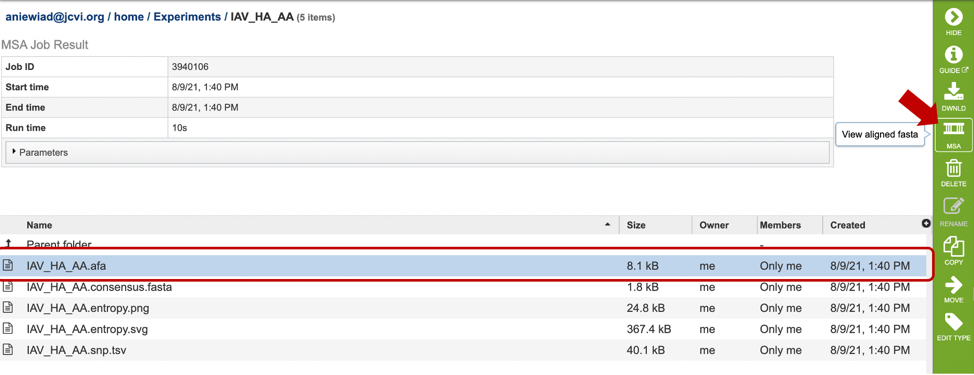 aniewiad@jcvi.org / home / Experiments / IAV_HA_AA (5 items)
MSA Job Result
Job ID 3940106
Start time 8/9/21, 1:40 PM
End time 8/9/21, 1:40 PM
Run time 10s
Parameters
Name Size Owner Members Created
Parent folder -
IAV_HA_AA.afa 8.1 kB me Only me 8/9/21, 1:40 PM
IAV_HA_AA.consensus.fasta 1.8 kB me Only me 8/9/21, 1:40 PM
IAV_HA_AA.entropy.png 24.8 kB me Only me 8/9/21, 1:40 PM
IAV_HA_AA.entropy.svg 367.4 kB me Only me 8/9/21, 1:40 PM
IAV_HA_AA.snp.tsv 40.1 kB me Only me 8/9/21, 1:40 PM
View aligned fasta
HIDE
GUIDE
DWNLD
MSA
DELETE
RENAME
COPY
MOVE
EDIT TYPE